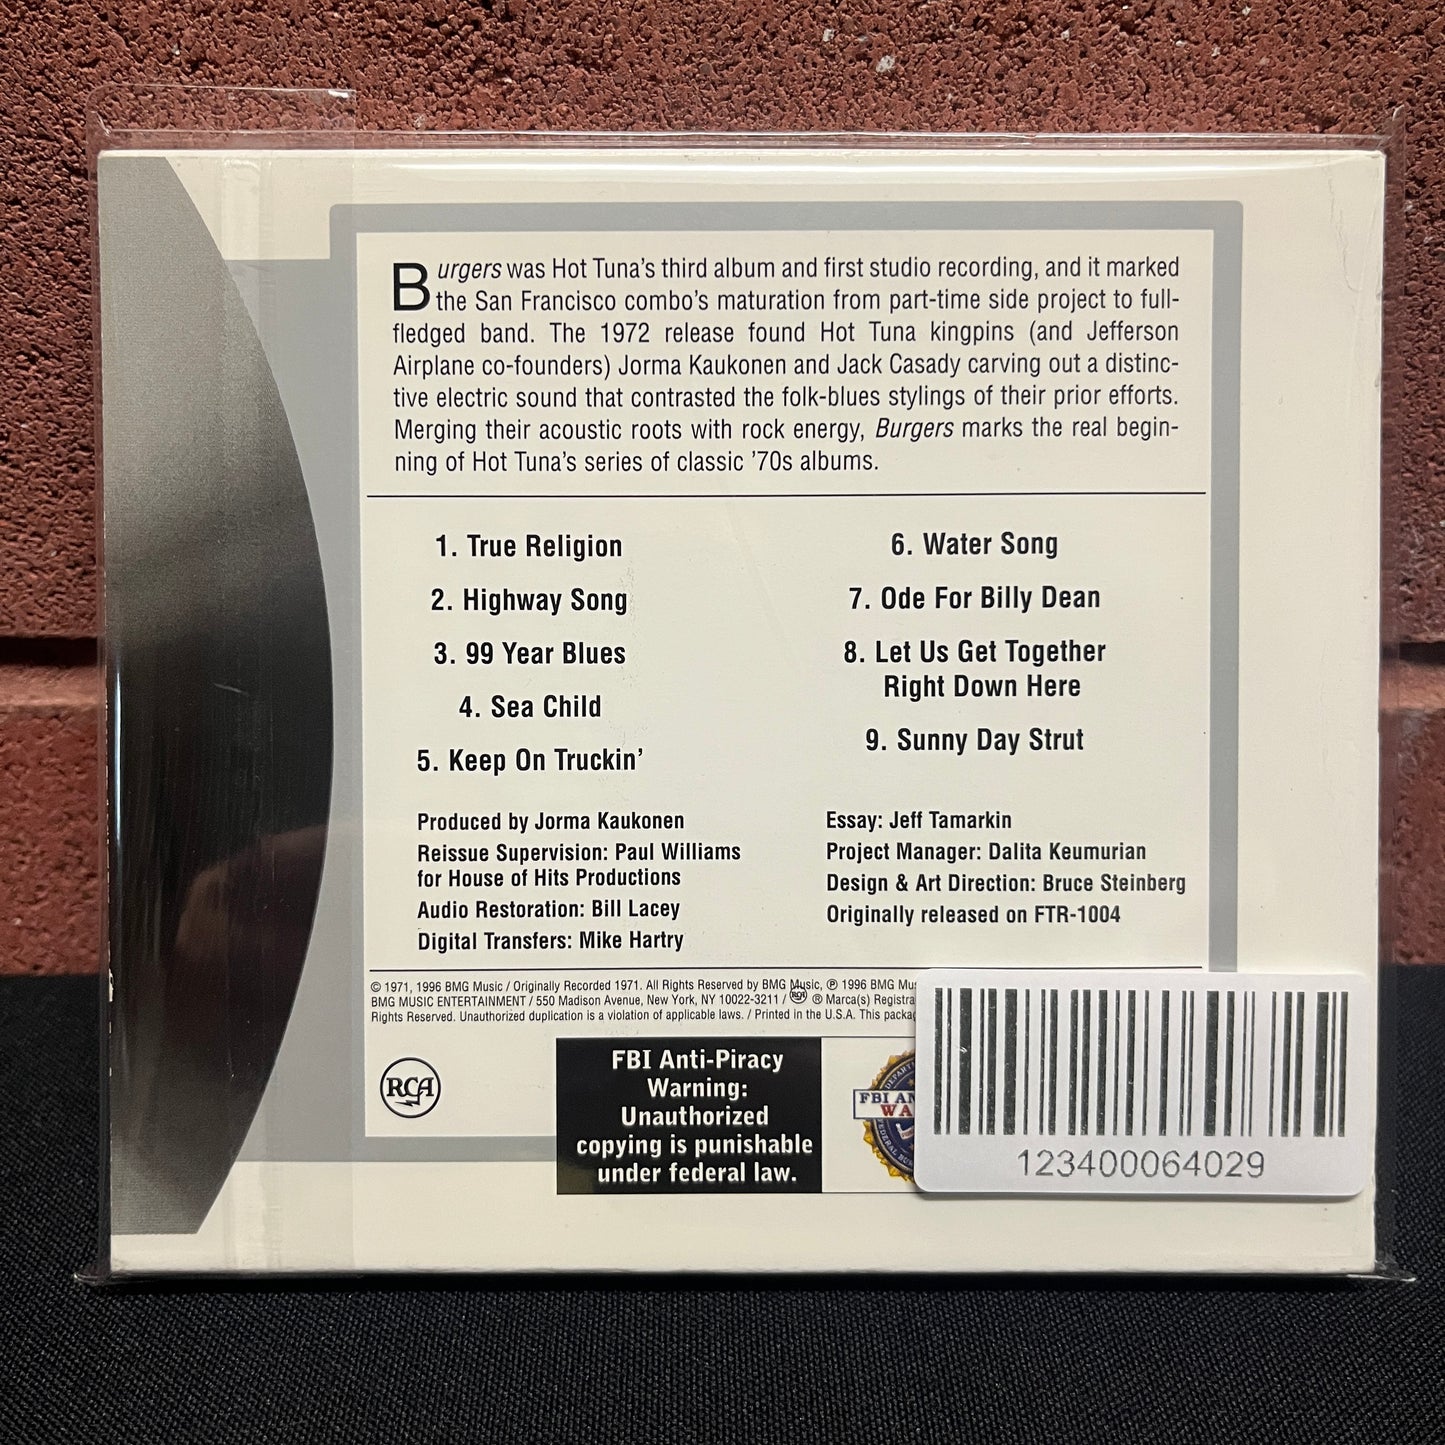 Burgers was Hot Tuna's third album and first studio recording, and it marked
the San Francisco combo's maturation from part-time side project to full-
fledged band. The 1972 release found Hot Tuna kingpins (and Jefferson
Airplane co-founders) Jorma Kaukonen and Jack Casady carving out a distinc-
tive electric sound that contrasted the folk-blues stylings of their prior efforts.
Merging their acoustic roots with rock energy, Burgers marks the real begin-
ning of Hot Tuna's series of classic '70s albums.
1. True Religion
2. Highway Song
3. 99 Year Blues
4. Sea Child
5. Keep On Truckin'
6. Water Song
7. Ode For Billy Dean
8. Let Us Get Together
Right Down Here
9. Sunny Day Strut
Produced by Jorma Kaukonen
Reissue Supervision: Paul Williams
for House of Hits Productions
Audio Restoration: Bill Lacey
Digital Transfers: Mike Hartry
Essay: Jeff Tamarkin
Project Manager: Dalita Keumurian
Design & Art Direction: Bruce Steinberg
Originally released on FTR-1004
© 1971, 1996 BMG Music / Originally Recorded 1971. All Rights Reserved by BMG Music, ℗ 1996 BMG Mus
BMG MUSIC ENTERTAINMENT / 550 Madison Avenue, New York, NY 10022-3211 / RCA ® Marca(s) Registra
Rights Reserved. Unauthorized duplication is a violation of applicable laws. / Printed in the U.S.A. This packag
RCA
FBI Anti-Piracy
Warning:
Unauthorized
copying is punishable
under federal law.
FBI AN
WA
123400064029